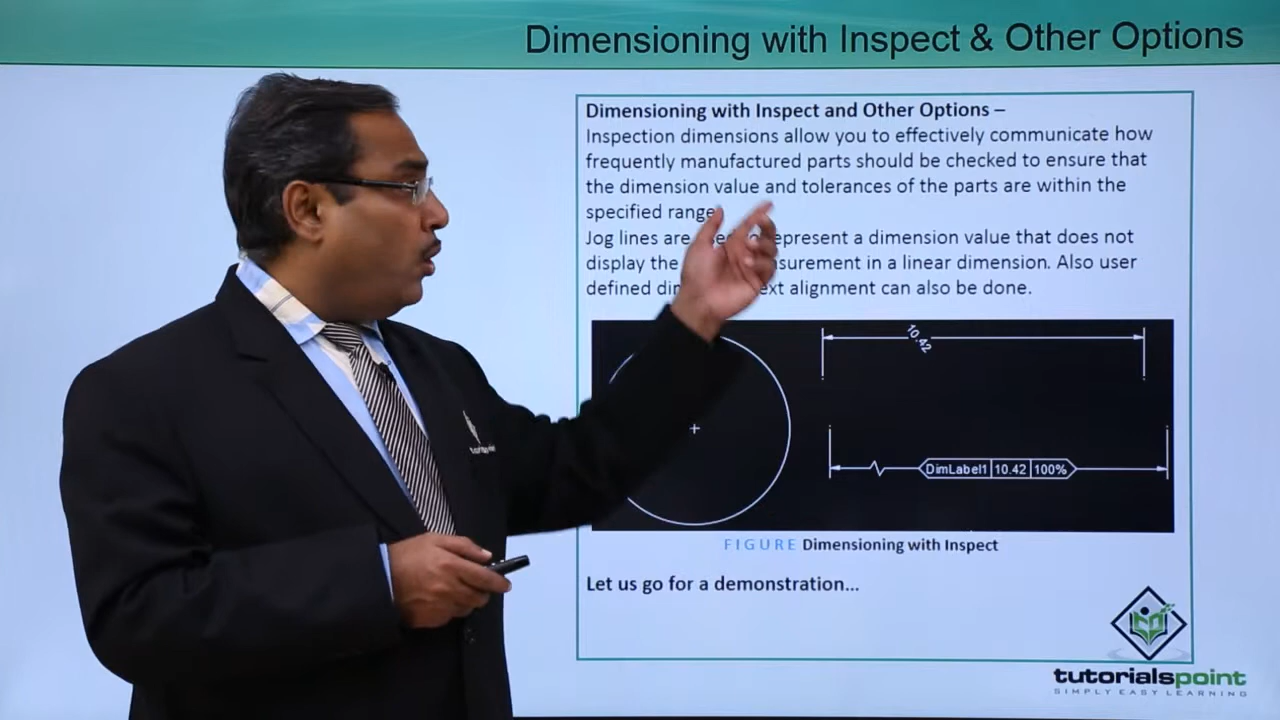 Dimensioning with Inspect & Other Options
Dimensioning with Inspect and Other Options –
Inspection dimensions allow you to effectively communicate how
frequently manufactured parts should be checked to ensure that
the dimension value and tolerances of the parts are within the
specified range
Jog lines are represent a dimension value that does not
display the in a linear dimension. Also user
defined alignment can also be done.
10.42
DimLabel1 10.42 100%
FIGURE Dimensioning with Inspect
Let us go for a demonstration...
tutorialspoint
SIMPLY EASY LEARNING